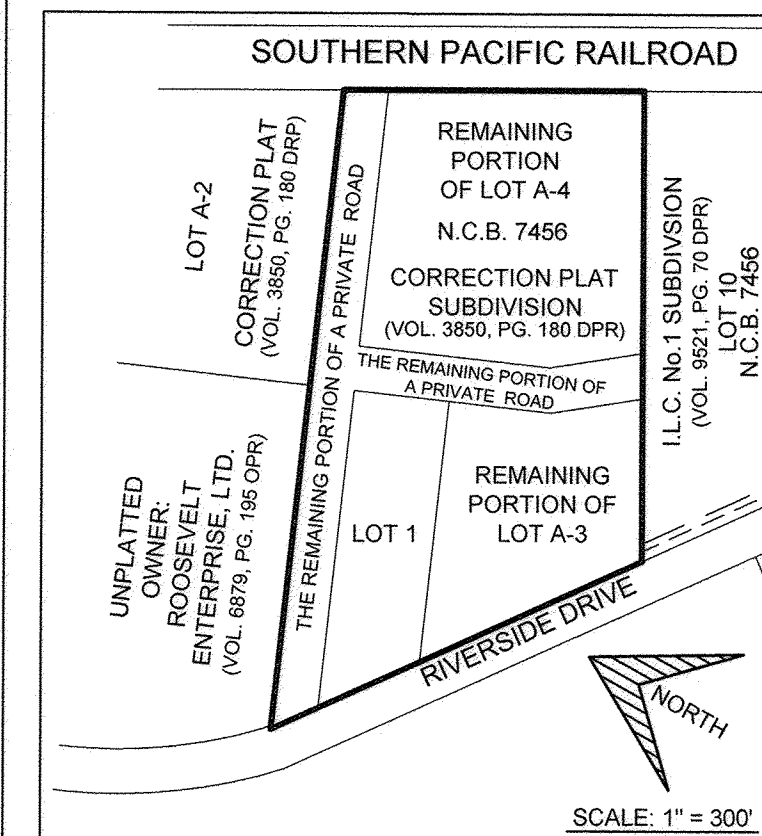 SOUTHERN PACIFIC RAILROAD
LOT A-2
CORRECTION PLAT
(VOL. 3850, PG. 180 DRP)
THE REMAINING PORTION OF A PRIVATE ROAD
REMAINING
PORTION
OF LOT A-4
N.C.B. 7456
CORRECTION PLAT
SUBDIVISION
(VOL. 3850, PG. 180 DPR)
I.L.C. No.1 SUBDIVSION
(VOL. 9521, PG. 70 DPR)
LOT 10
N.C.B. 7456
THE REMAINING PORTION OF
A PRIVATE ROAD
UNPLATTED
OWNER:
ROOSEVELT
ENTERPRISE, LTD.
(VOL. 6879, PG. 195 OPR)
LOT 1
REMAINING
PORTION OF
LOT A-3
RIVERSIDE DRIVE
NORTH
SCALE: 1" = 300'